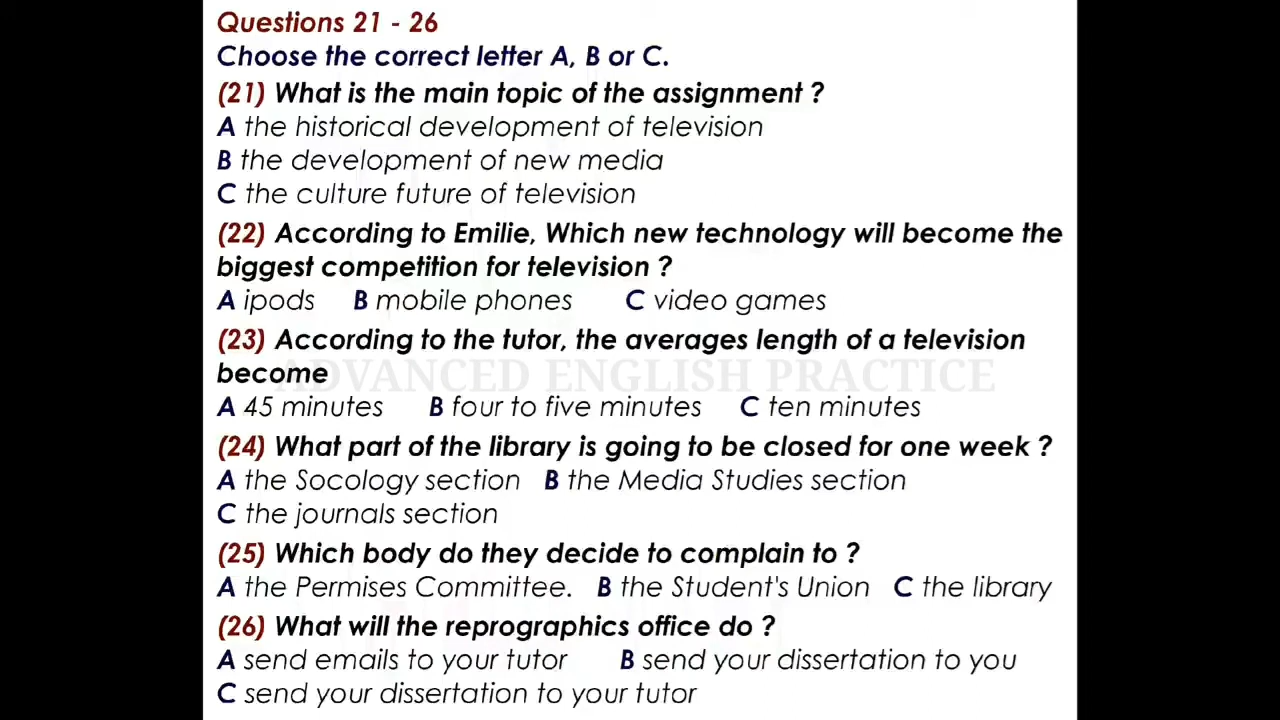 Questions 21 - 26
Choose the correct letter A, B or C.
(21) What is the main topic of the assignment ?
A the historical development of television
B the development of new media
C the culture future of television
(22) According to Emilie, Which new technology will become the
biggest competition for television ?
A ipods B mobile phones C video games
(23) According to the tutor, the averages length of a television
become
ADVANCED ENGLISH PRACTICE
A 45 minutes B four to five minutes C ten minutes
(24) What part of the library is going to be closed for one week ?
A the Socology section B the Media Studies section
C the journals section
(25) Which body do they decide to complain to ?
A the Permises Committee. B the Student's Union C the library
(26) What will the reprographics office do ?
A send emails to your tutor B send your dissertation to you
C send your dissertation to your tutor